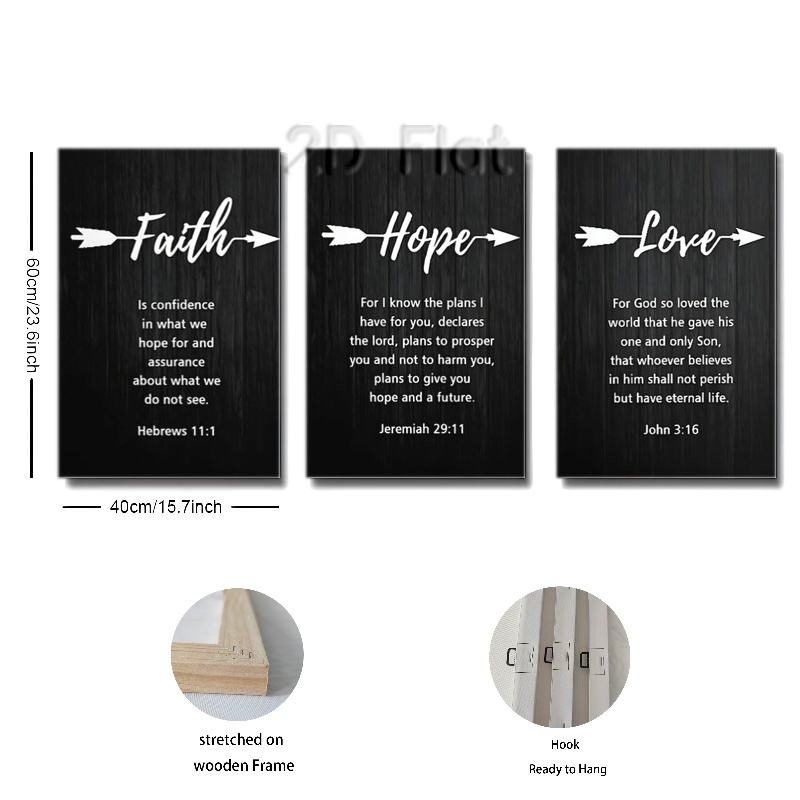 2D Flat
60cm/23.6inch
Faith
Is confidence
in what we
hope for and
assurance
about what we
do not see.
Hebrews 11:1
Hope
For I know the plans I
have for you, declares
the lord, plans to prosper
you and not to harm you,
plans to give you
hope and a future.
Jeremiah 29:11
Love
For God so loved the
world that he gave his
one and only Son,
that whoever believes
in him shall not perish
but have eternal life.
John 3:16
40cm/15.7inch
stretched on
wooden Frame
Hook
Ready to Hang